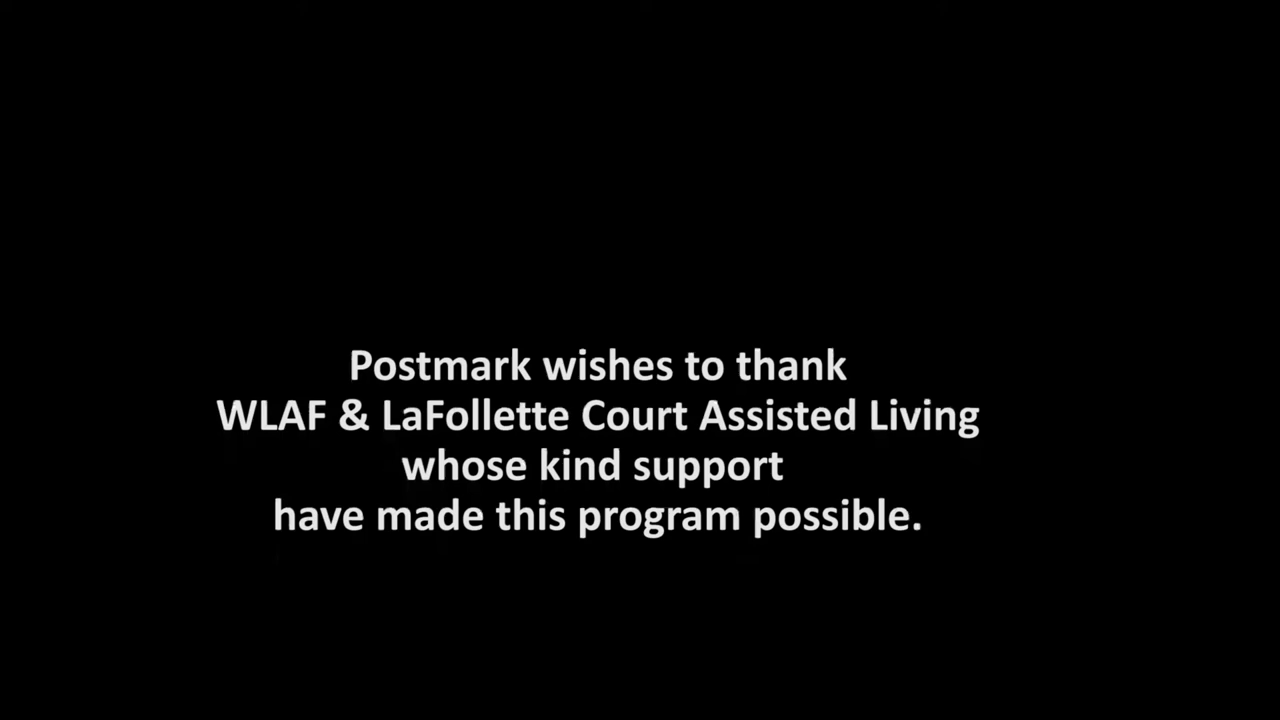 Postmark wishes to thank
WLAF & LaFollette Court Assisted Living
whose kind support
have made this program possible.